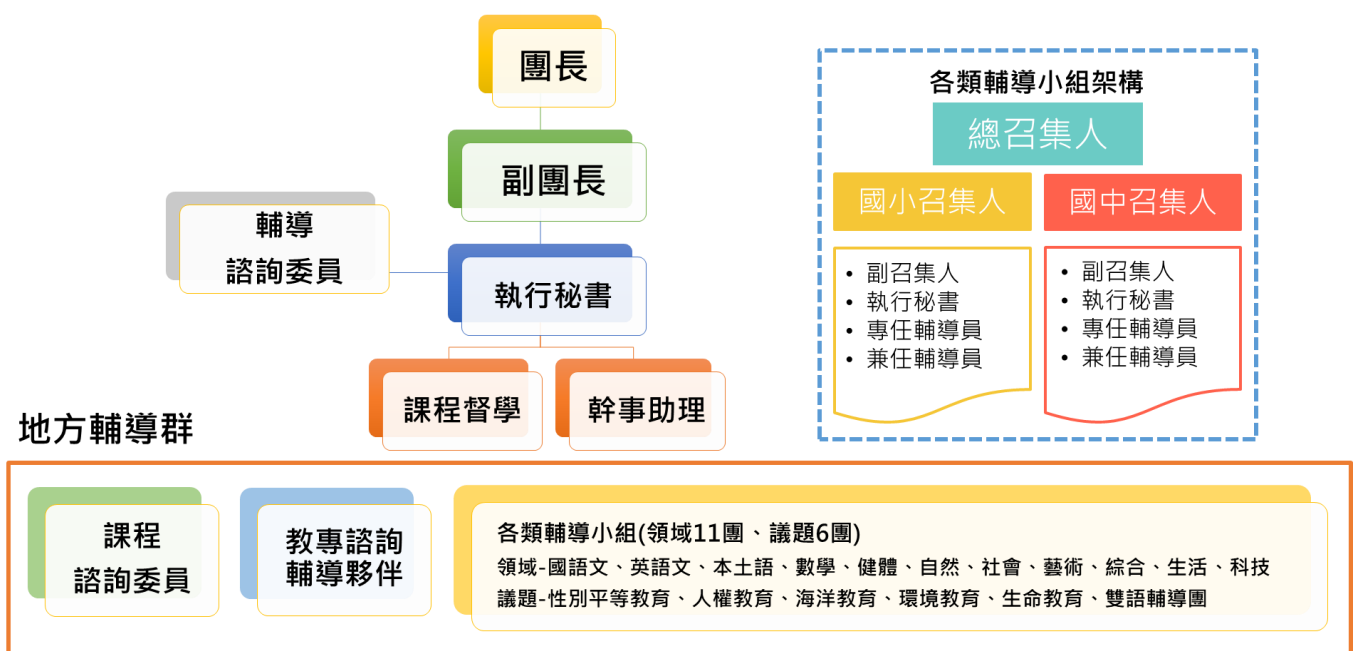 團長
副團長
輔導
諮詢委員
執行秘書
課程督學
幹事助理
各類輔導小組架構
總召集人
國小召集人
國中召集人
• 副召集人
• 執行秘書
• 專任輔導員
• 兼任輔導員
• 副召集人
• 執行秘書
• 專任輔導員
• 兼任輔導員
地方輔導群
課程
諮詢委員
教專諮詢
輔導夥伴
各類輔導小組(領域11團、議題6團)
領域-國語文、英語文、本土語、數學、健體、自然、社會、藝術、綜合、生活、科技
議題-性別平等教育、人權教育、海洋教育、環境教育、生命教育、雙語輔導團